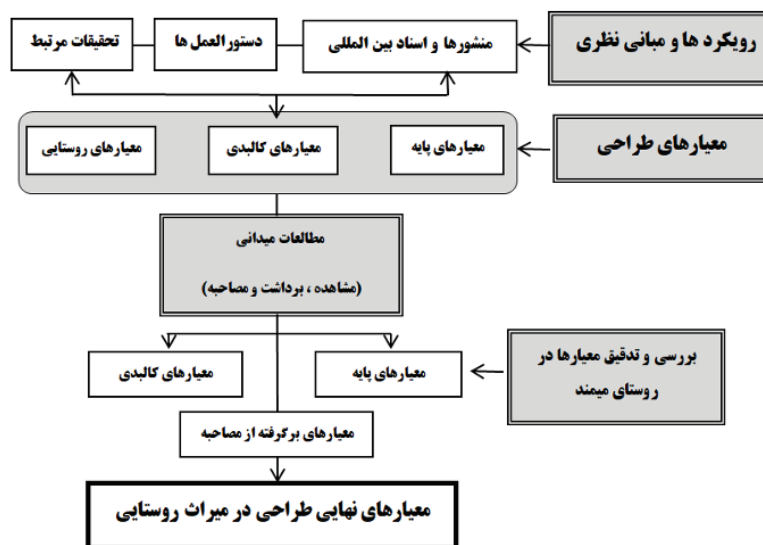 رویکرد ها و مبانی نظری
منشورها و اسناد بین المللی
دستورالعمل ها
تحقیقات مرتبط
معیارهای طراحی
معیارهای پایه
معیارهای کالبدی
معیارهای روستایی
مطالعات میدانی
(مشاهده ، برداشت و مصاحبه)
بررسی و تدقیق معیارها در
روستای میمند
معیارهای پایه
معیارهای کالبدی
معیارهای برگرفته از مصاحبه
معیارهای نهایی طراحی در میراث روستایی